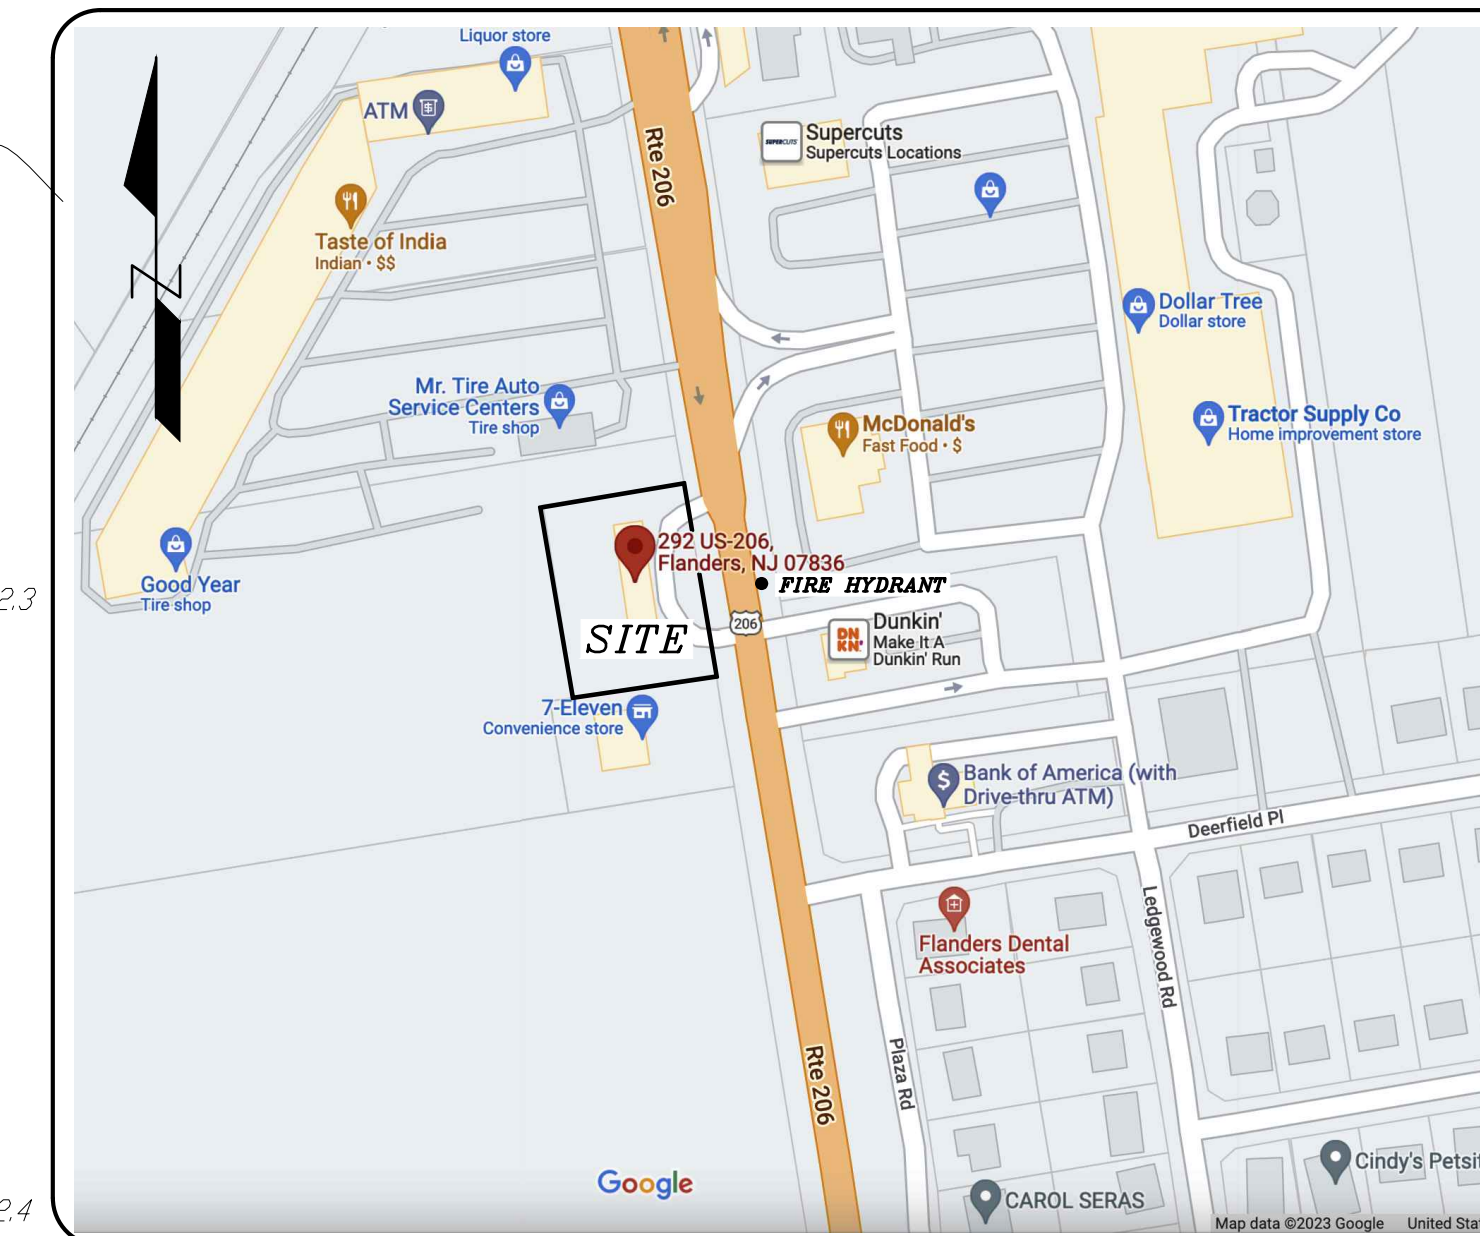 Liquor store
ATM
Rte 206
SUPERCUTS
Supercuts
Supercuts Locations
Taste of India
Indian • $$
N
Dollar Tree
Dollar store
Mr. Tire Auto
Service Centers
Tire shop
McDonald's
Fast Food • $
Tractor Supply Co
Home improvement store
292 US-206,
Flanders, NJ 07836
FIRE HYDRANT
Good Year
Tire shop
2.3
SITE
206
DN
KN'
Dunkin'
Make It A
Dunkin' Run
7-Eleven
Convenience store
Bank of America (with
Drive-thru ATM)
Deerfield Pl
Ledgewood Rd
Flanders Dental
Associates
Rte 206
Plaza Rd
Google
CAROL SERAS
Cindy's Petsit
2.4
Map data ©2023 Google United Sta